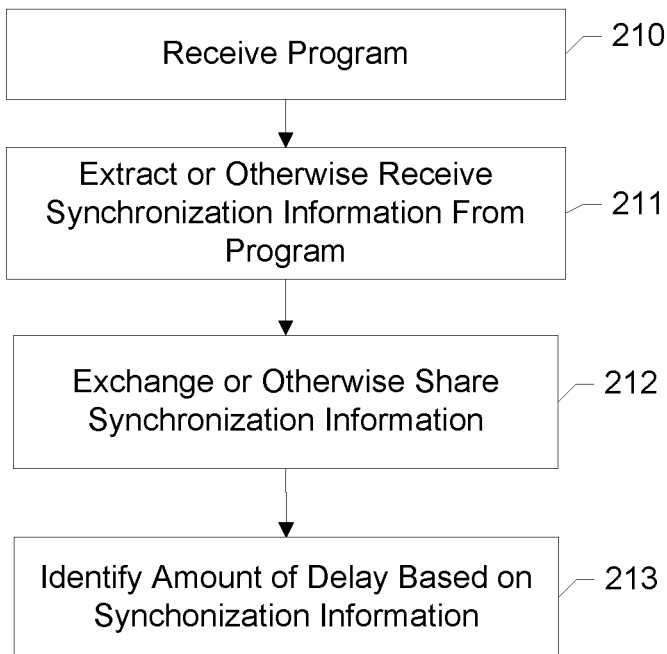 Receive Program
210
Extract or Otherwise Receive
Synchronization Information From
Program
211
Exchange or Otherwise Share
Synchronization Information
212
Identify Amount of Delay Based on
Synchonization Information
213